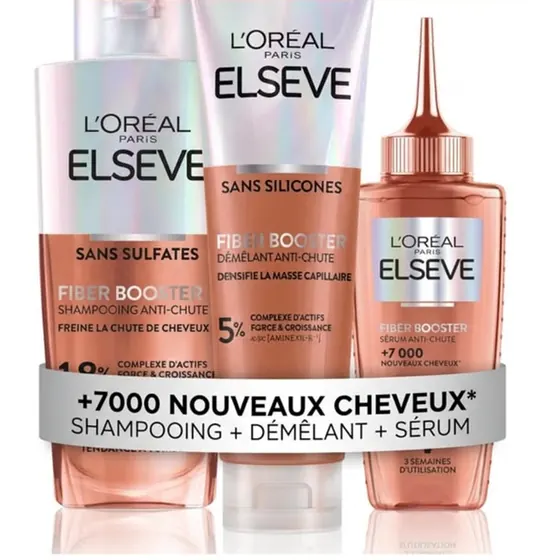 L'ORÉAL
PARIS
ELSEVE
SANS SULFATES
FIBER BOOSTER
SHAMPOOING ANTI-CHUTE
FREINE LA CHUTE DE CHEVEUX
1.8%
COMPLEXE D'ACTIFS
FORCE & CROISSANCE
L'ORÉAL
PARIS
ELSEVE
SANS SILICONES
FIBER BOOSTER
DÉMÊLANT ANTI-CHUTE
DENSIFIE LA MASSE CAPILLAIRE
5%
COMPLEXE D'ACTIFS
FORCE & CROISSANCE
L'ORÉAL
PARIS
ELSEVE
FIBER BOOSTER
SÉRUM ANTI-CHUTE
+7 000
NOUVEAUX CHEVEUX*
+7000 NOUVEAUX CHEVEUX*
SHAMPOOING + DÉMÊLANT + SÉRUM
3 SEMAINES
D'UTILISATION